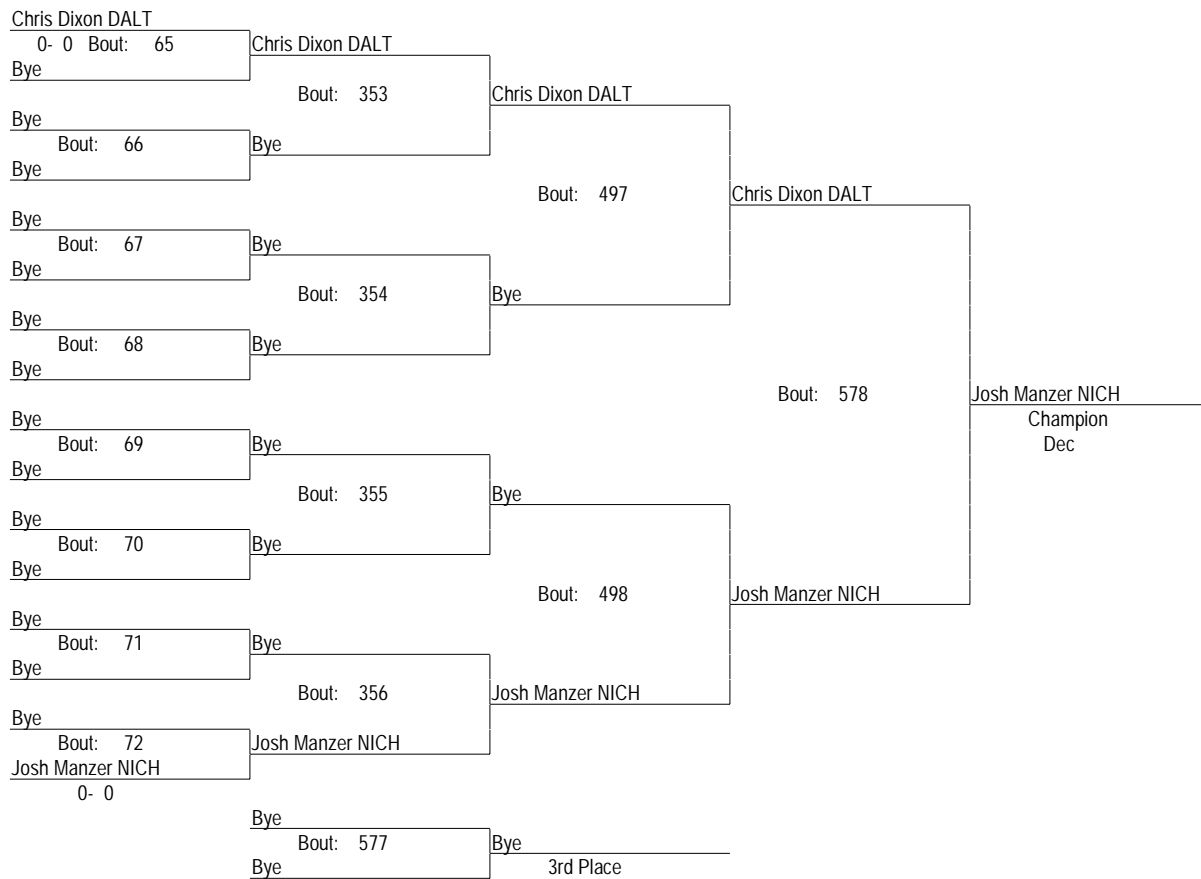 Chris Dixon DALT
0- 0 Bout: 65 Chris Dixon DALT
Bye
Bout: 353 Chris Dixon DALT
Bye
Bout: 66 Bye
Bye
Bout: 497 Chris Dixon DALT
Bye
Bout: 67 Bye
Bye
Bout: 354 Bye
Bye
Bout: 68 Bye
Bye
Bout: 578 Josh Manzer NICH
Bye
Champion
Bout: 69 Bye
Dec
Bye
Bout: 355 Bye
Bye
Bout: 70 Bye
Bye
Bout: 498 Josh Manzer NICH
Bye
Bout: 71 Bye
Bye
Bout: 356 Josh Manzer NICH
Bye
Bout: 72 Josh Manzer NICH
Josh Manzer NICH
0- 0
Bye
Bout: 577 Bye
Bye 3rd Place